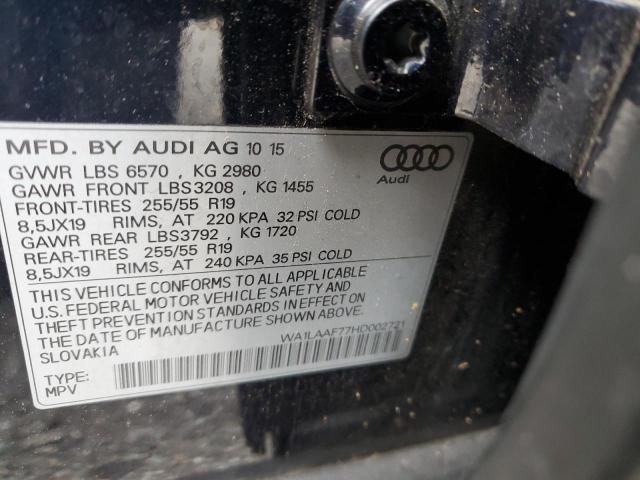 MFD. BY AUDI AG 10 15
GVWR LBS 6570 , KG 2980
GAWR FRONT LBS3208 , KG 1455
FRONT-TIRES 255/55 R19
8,5JX19 RIMS, AT 220 KPA 32 PSI COLD
GAWR REAR LBS3792 , KG 1720
REAR-TIRES 255/55 R19
8,5JX19 RIMS, AT 240 KPA 35 PSI COLD
Audi
THIS VEHICLE CONFORMS TO ALL APPLICABLE
U.S. FEDERAL MOTOR VEHICLE SAFETY AND
THEFT PREVENTION STANDARDS IN EFFECT ON
THE DATE OF MANUFACTURE SHOWN ABOVE
SLOVAKIA
WA1LAAF77HD002721
TYPE:
MPV